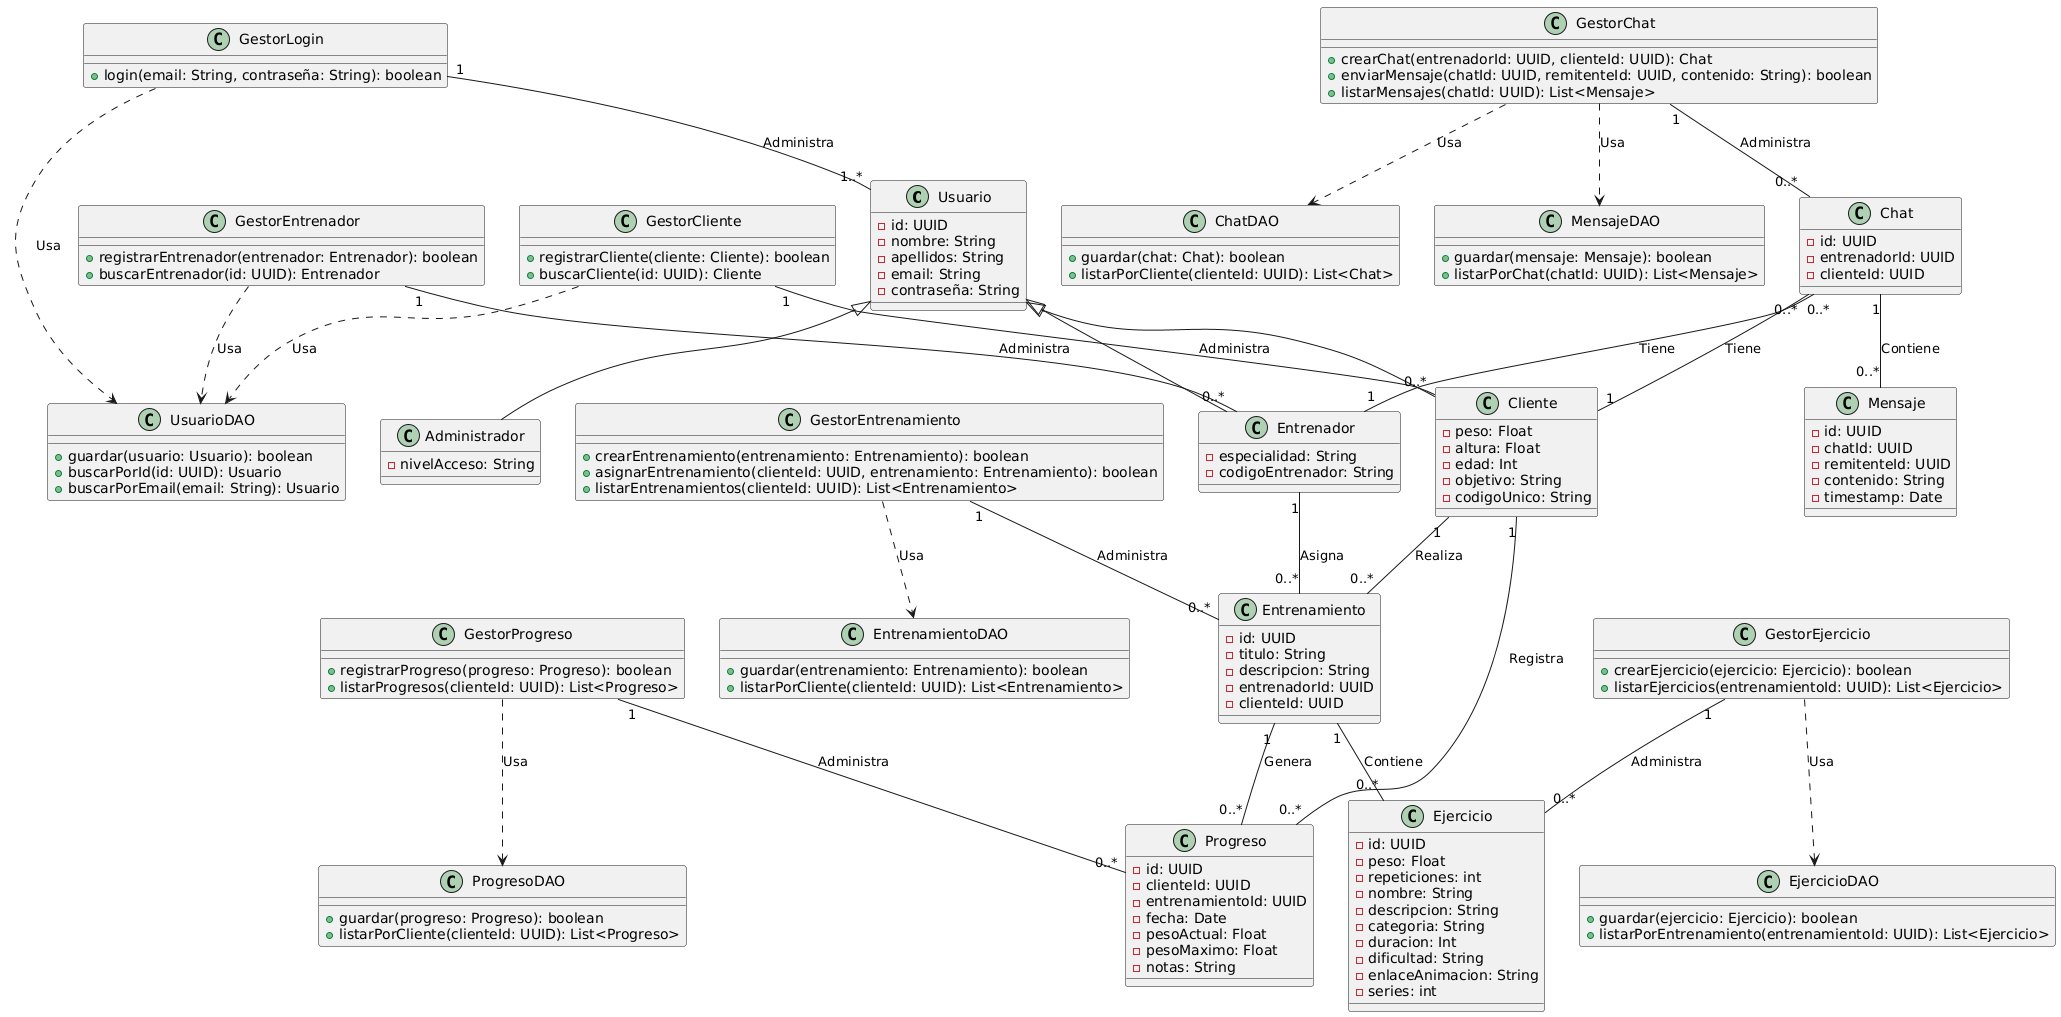 GestorLogin
login(email: String, contraseña: String): boolean
GestorChat
crearChat(entrenadorId: UUID, clienteId: UUID): Chat
enviarMensaje(chatId: UUID, remitenteId: UUID, contenido: String): boolean
listarMensajes(chatId: UUID): List<Mensaje>
1
Administra
1..*
Usa
Usa
Usa
1
Administra
0..*
GestorEntrenador
registrarEntrenador(entrenador: Entrenador): boolean
buscarEntrenador(id: UUID): Entrenador
GestorCliente
registrarCliente(cliente: Cliente): boolean
buscarCliente(id: UUID): Cliente
Usuario
id: UUID
nombre: String
apellidos: String
email: String
contraseña: String
ChatDAO
guardar(chat: Chat): boolean
listarPorCliente(clienteId: UUID): List<Chat>
MensajeDAO
guardar(mensaje: Mensaje): boolean
listarPorChat(chatId: UUID): List<Mensaje>
Chat
id: UUID
entrenadorId: UUID
clienteId: UUID
Usa
Usa
1
Administra
0..*
1
Administra
0..*
0..*
Tiene
1
0..*
Tiene
1
1
Contiene
0..*
UsuarioDAO
guardar(usuario: Usuario): boolean
buscarPorId(id: UUID): Usuario
buscarPorEmail(email: String): Usuario
Administrador
nivelAcceso: String
GestorEntrenamiento
crearEntrenamiento(entrenamiento: Entrenamiento): boolean
asignarEntrenamiento(clienteId: UUID, entrenamiento: Entrenamiento): boolean
listarEntrenamientos(clienteId: UUID): List<Entrenamiento>
Entrenador
especialidad: String
codigoEntrenador: String
Cliente
peso: Float
altura: Float
edad: Int
objetivo: String
codigoUnico: String
Mensaje
id: UUID
chatId: UUID
remitenteId: UUID
contenido: String
timestamp: Date
Usa
1
Administra
0..*
1
Asigna
0..*
1
Realiza
0..*
1
Registra
0..*
GestorProgreso
registrarProgreso(progreso: Progreso): boolean
listarProgresos(clienteId: UUID): List<Progreso>
EntrenamientoDAO
guardar(entrenamiento: Entrenamiento): boolean
listarPorCliente(clienteId: UUID): List<Entrenamiento>
Entrenamiento
id: UUID
titulo: String
descripcion: String
entrenadorId: UUID
clienteId: UUID
GestorEjercicio
crearEjercicio(ejercicio: Ejercicio): boolean
listarEjercicios(entrenamientoId: UUID): List<Ejercicio>
Usa
1
Administra
0..*
1
Genera
0..*
1
Contiene
0..*
1
Administra
0..*
Usa
ProgresoDAO
guardar(progreso: Progreso): boolean
listarPorCliente(clienteId: UUID): List<Progreso>
Progreso
id: UUID
clienteId: UUID
entrenamientoId: UUID
fecha: Date
pesoActual: Float
pesoMaximo: Float
notas: String
Ejercicio
id: UUID
peso: Float
repeticiones: int
nombre: String
descripcion: String
categoria: String
duracion: Int
dificultad: String
enlaceAnimacion: String
series: int
EjercicioDAO
guardar(ejercicio: Ejercicio): boolean
listarPorEntrenamiento(entrenamientoId: UUID): List<Ejercicio>